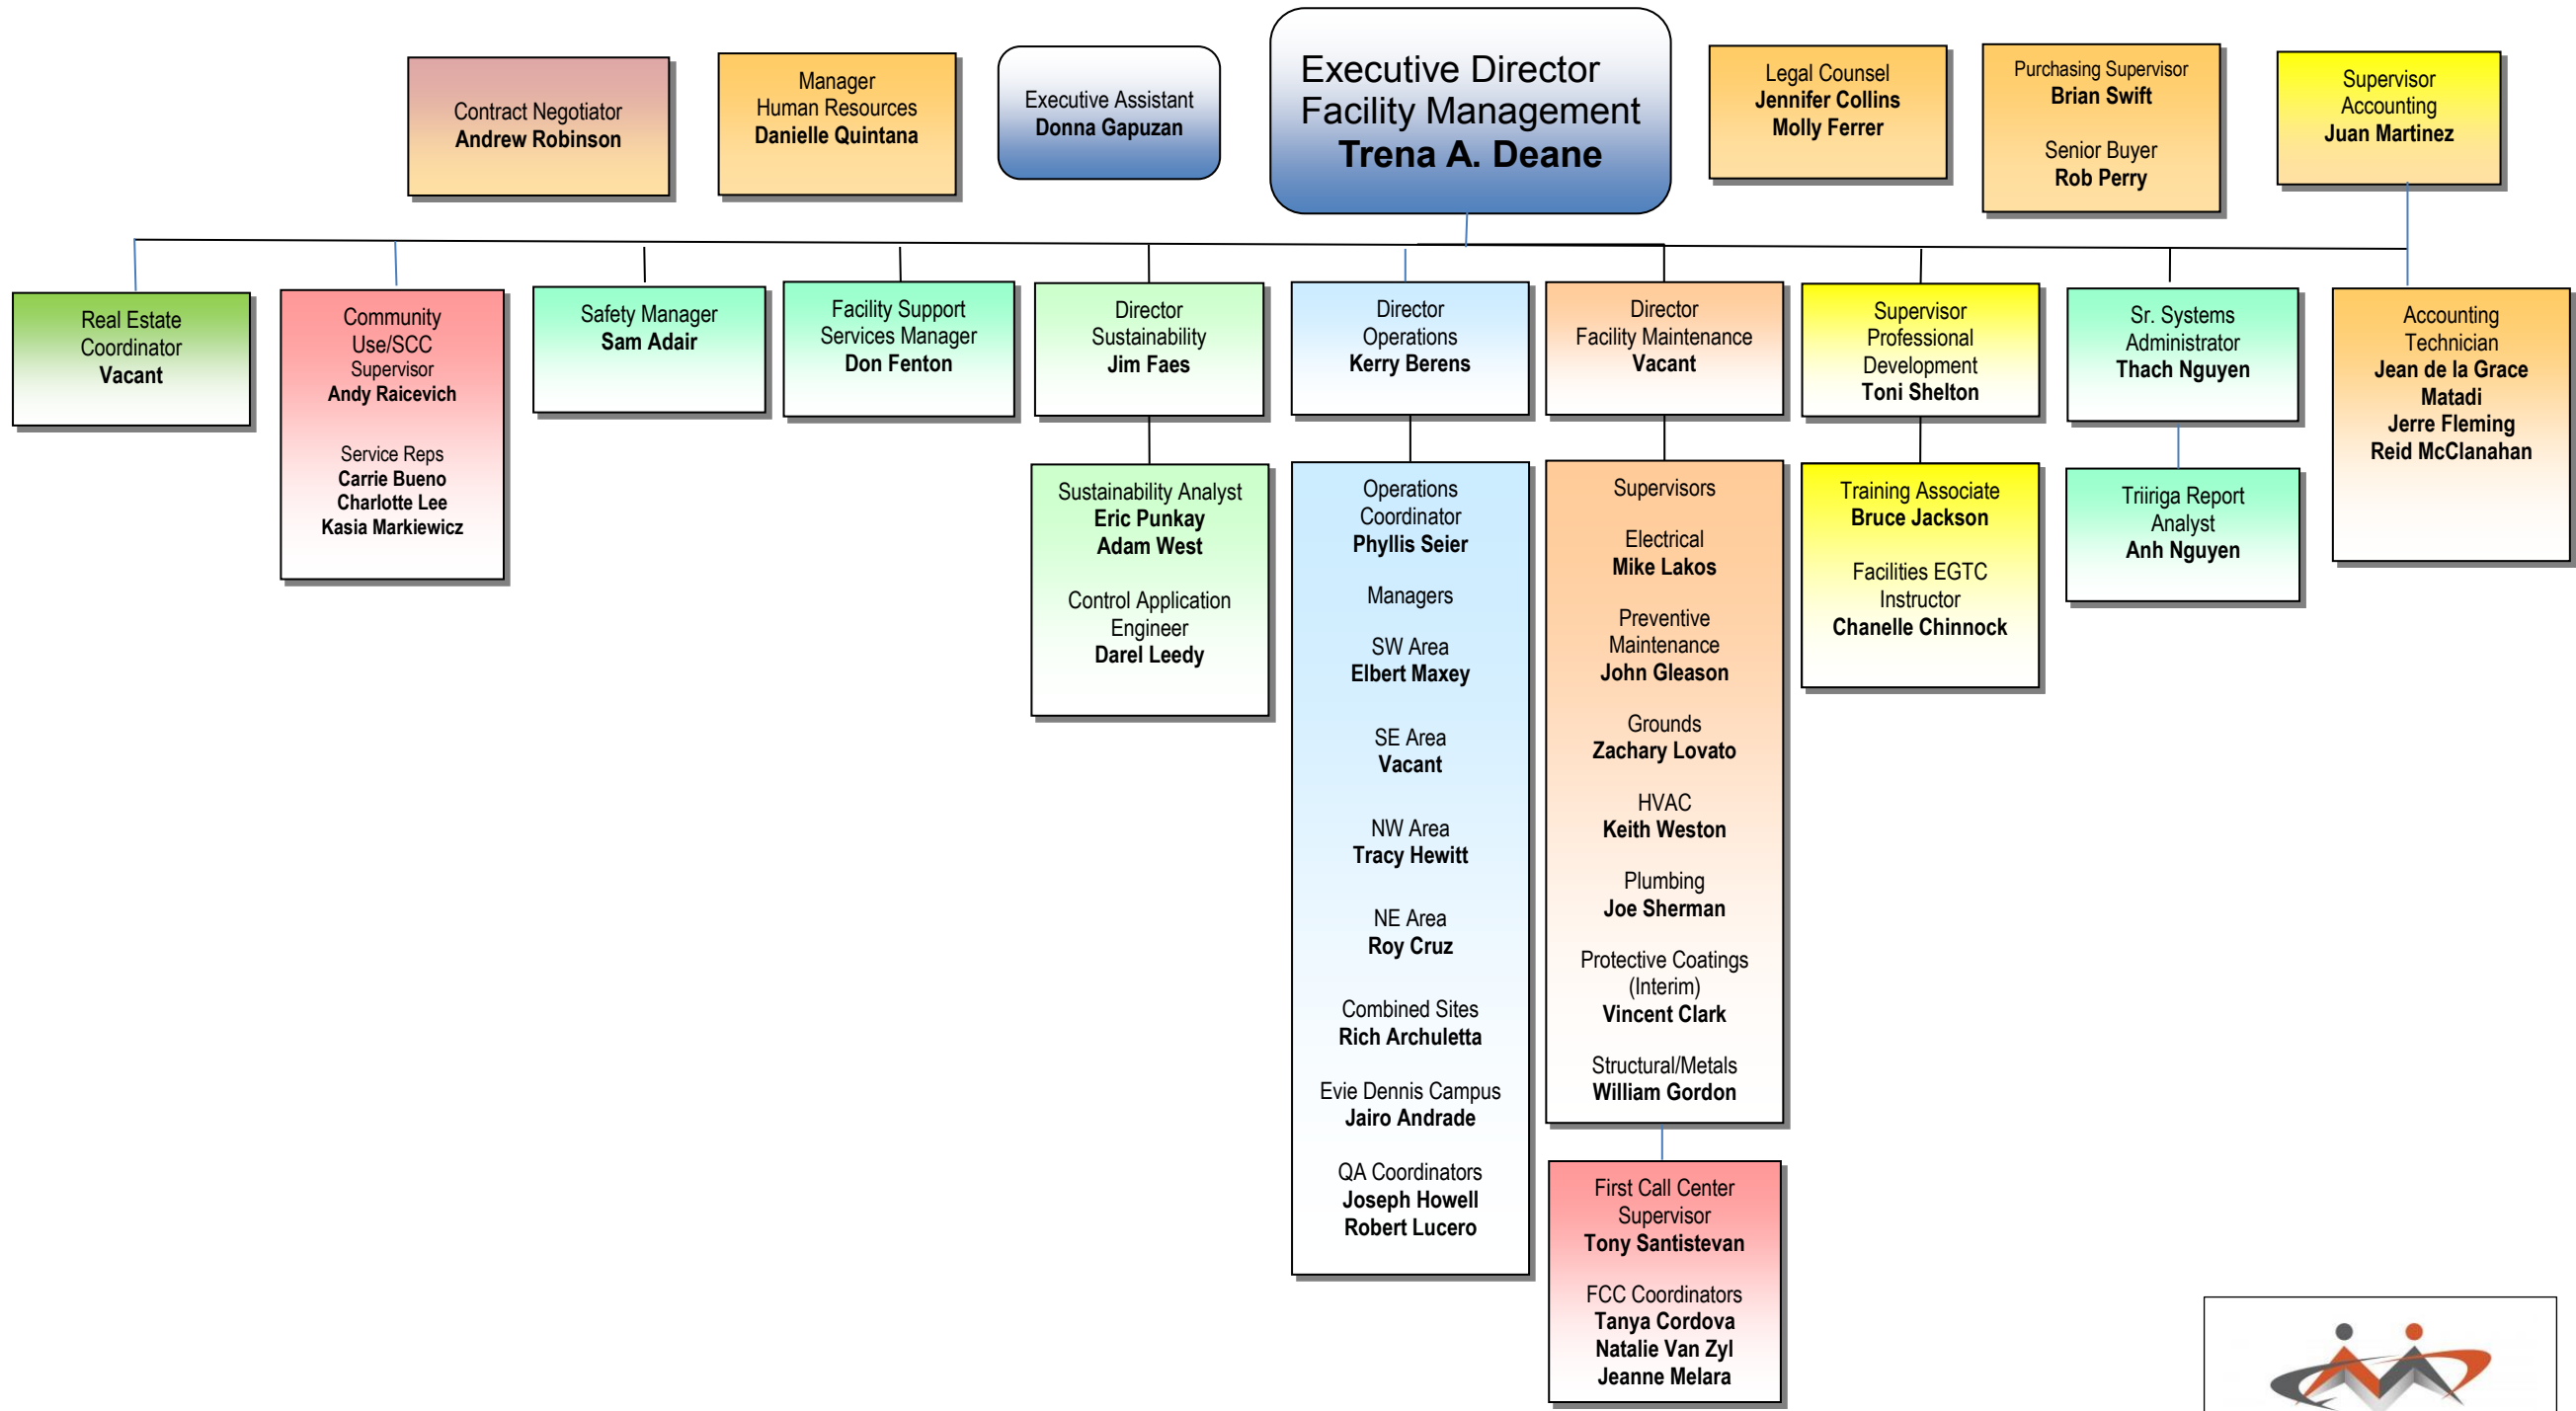 Contract Negotiator
Andrew Robinson
Manager
Human Resources
Danielle Quintana
Executive Assistant
Donna Gapuzan
Executive Director
Facility Management
Trena A. Deane
Legal Counsel
Jennifer Collins
Molly Ferrer
Purchasing Supervisor
Brian Swift
Senior Buyer
Rob Perry
Supervisor
Accounting
Juan Martinez
Real Estate
Coordinator
Vacant
Community
Use/SCC
Supervisor
Andy Raicevich
Service Reps
Carrie Bueno
Charlotte Lee
Kasia Markiewicz
Safety Manager
Sam Adair
Facility Support
Services Manager
Don Fenton
Director
Sustainability
Jim Faes
Sustainability Analyst
Eric Punkay
Adam West
Control Application
Engineer
Darel Leedy
Director
Operations
Kerry Berens
Operations
Coordinator
Phyllis Seier
Managers
SW Area
Elbert Maxey
SE Area
Vacant
NW Area
Tracy Hewitt
NE Area
Roy Cruz
Combined Sites
Rich Archuletta
Evie Dennis Campus
Jairo Andrade
QA Coordinators
Joseph Howell
Robert Lucero
Director
Facility Maintenance
Vacant
Supervisors
Electrical
Mike Lakos
Preventive
Maintenance
John Gleason
Grounds
Zachary Lovato
HVAC
Keith Weston
Plumbing
Joe Sherman
Protective Coatings
(Interim)
Vincent Clark
Structural/Metals
William Gordon
First Call Center
Supervisor
Tony Santistevan
FCC Coordinators
Tanya Cordova
Natalie Van Zyl
Jeanne Melara
Supervisor
Professional
Development
Toni Shelton
Training Associate
Bruce Jackson
Facilities EGTC
Instructor
Chanelle Chinnock
Sr. Systems
Administrator
Thach Nguyen
Triiriga Report
Analyst
Anh Nguyen
Accounting
Technician
Jean de la Grace
Matadi
Jerre Fleming
Reid McClanahan